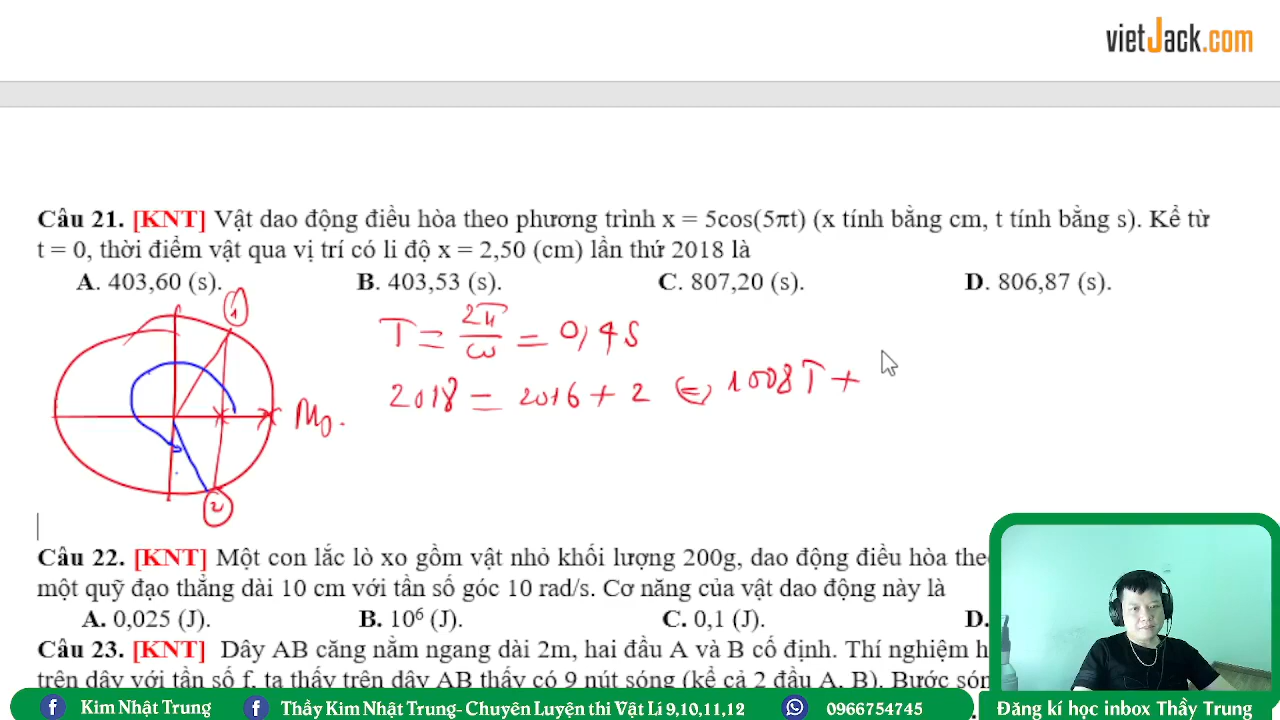 vietJack.com
Câu 21. [KNT] Vật dao động điều hòa theo phương trình x = 5cos(5πt) (x tính bằng cm, t tính bằng s). Kể từ
t = 0, thời điểm vật qua vị trí có li độ x = 2,50 (cm) lần thứ 2018 là
A. 403,60 (s). B. 403,53 (s). C. 807,20 (s). D. 806,87 (s).
1
T = 2π/ω = 0,4 s
2018 = 2016 + 2 ⇔ 1008T +
M₀.
2
Câu 22. [KNT] Một con lắc lò xo gồm vật nhỏ khối lượng 200g, dao động điều hòa the
một quỹ đạo thẳng dài 10 cm với tần số góc 10 rad/s. Cơ năng của vật dao động này là
A. 0,025 (J). B. 10⁶ (J). C. 0,1 (J). D.
Câu 23. [KNT] Dây AB căng nằm ngang dài 2m, hai đầu A và B cố định. Thí nghiệm h
trên dây với tần số f, ta thấy trên dây AB thấy có 9 nút sóng (kể cả 2 đầu A, B). Bước són
Kim Nhật Trung Thầy Kim Nhật Trung- Chuyên Luyện thi Vật Lí 9,10,11,12 0966754745 Đăng kí học inbox Thầy Trung